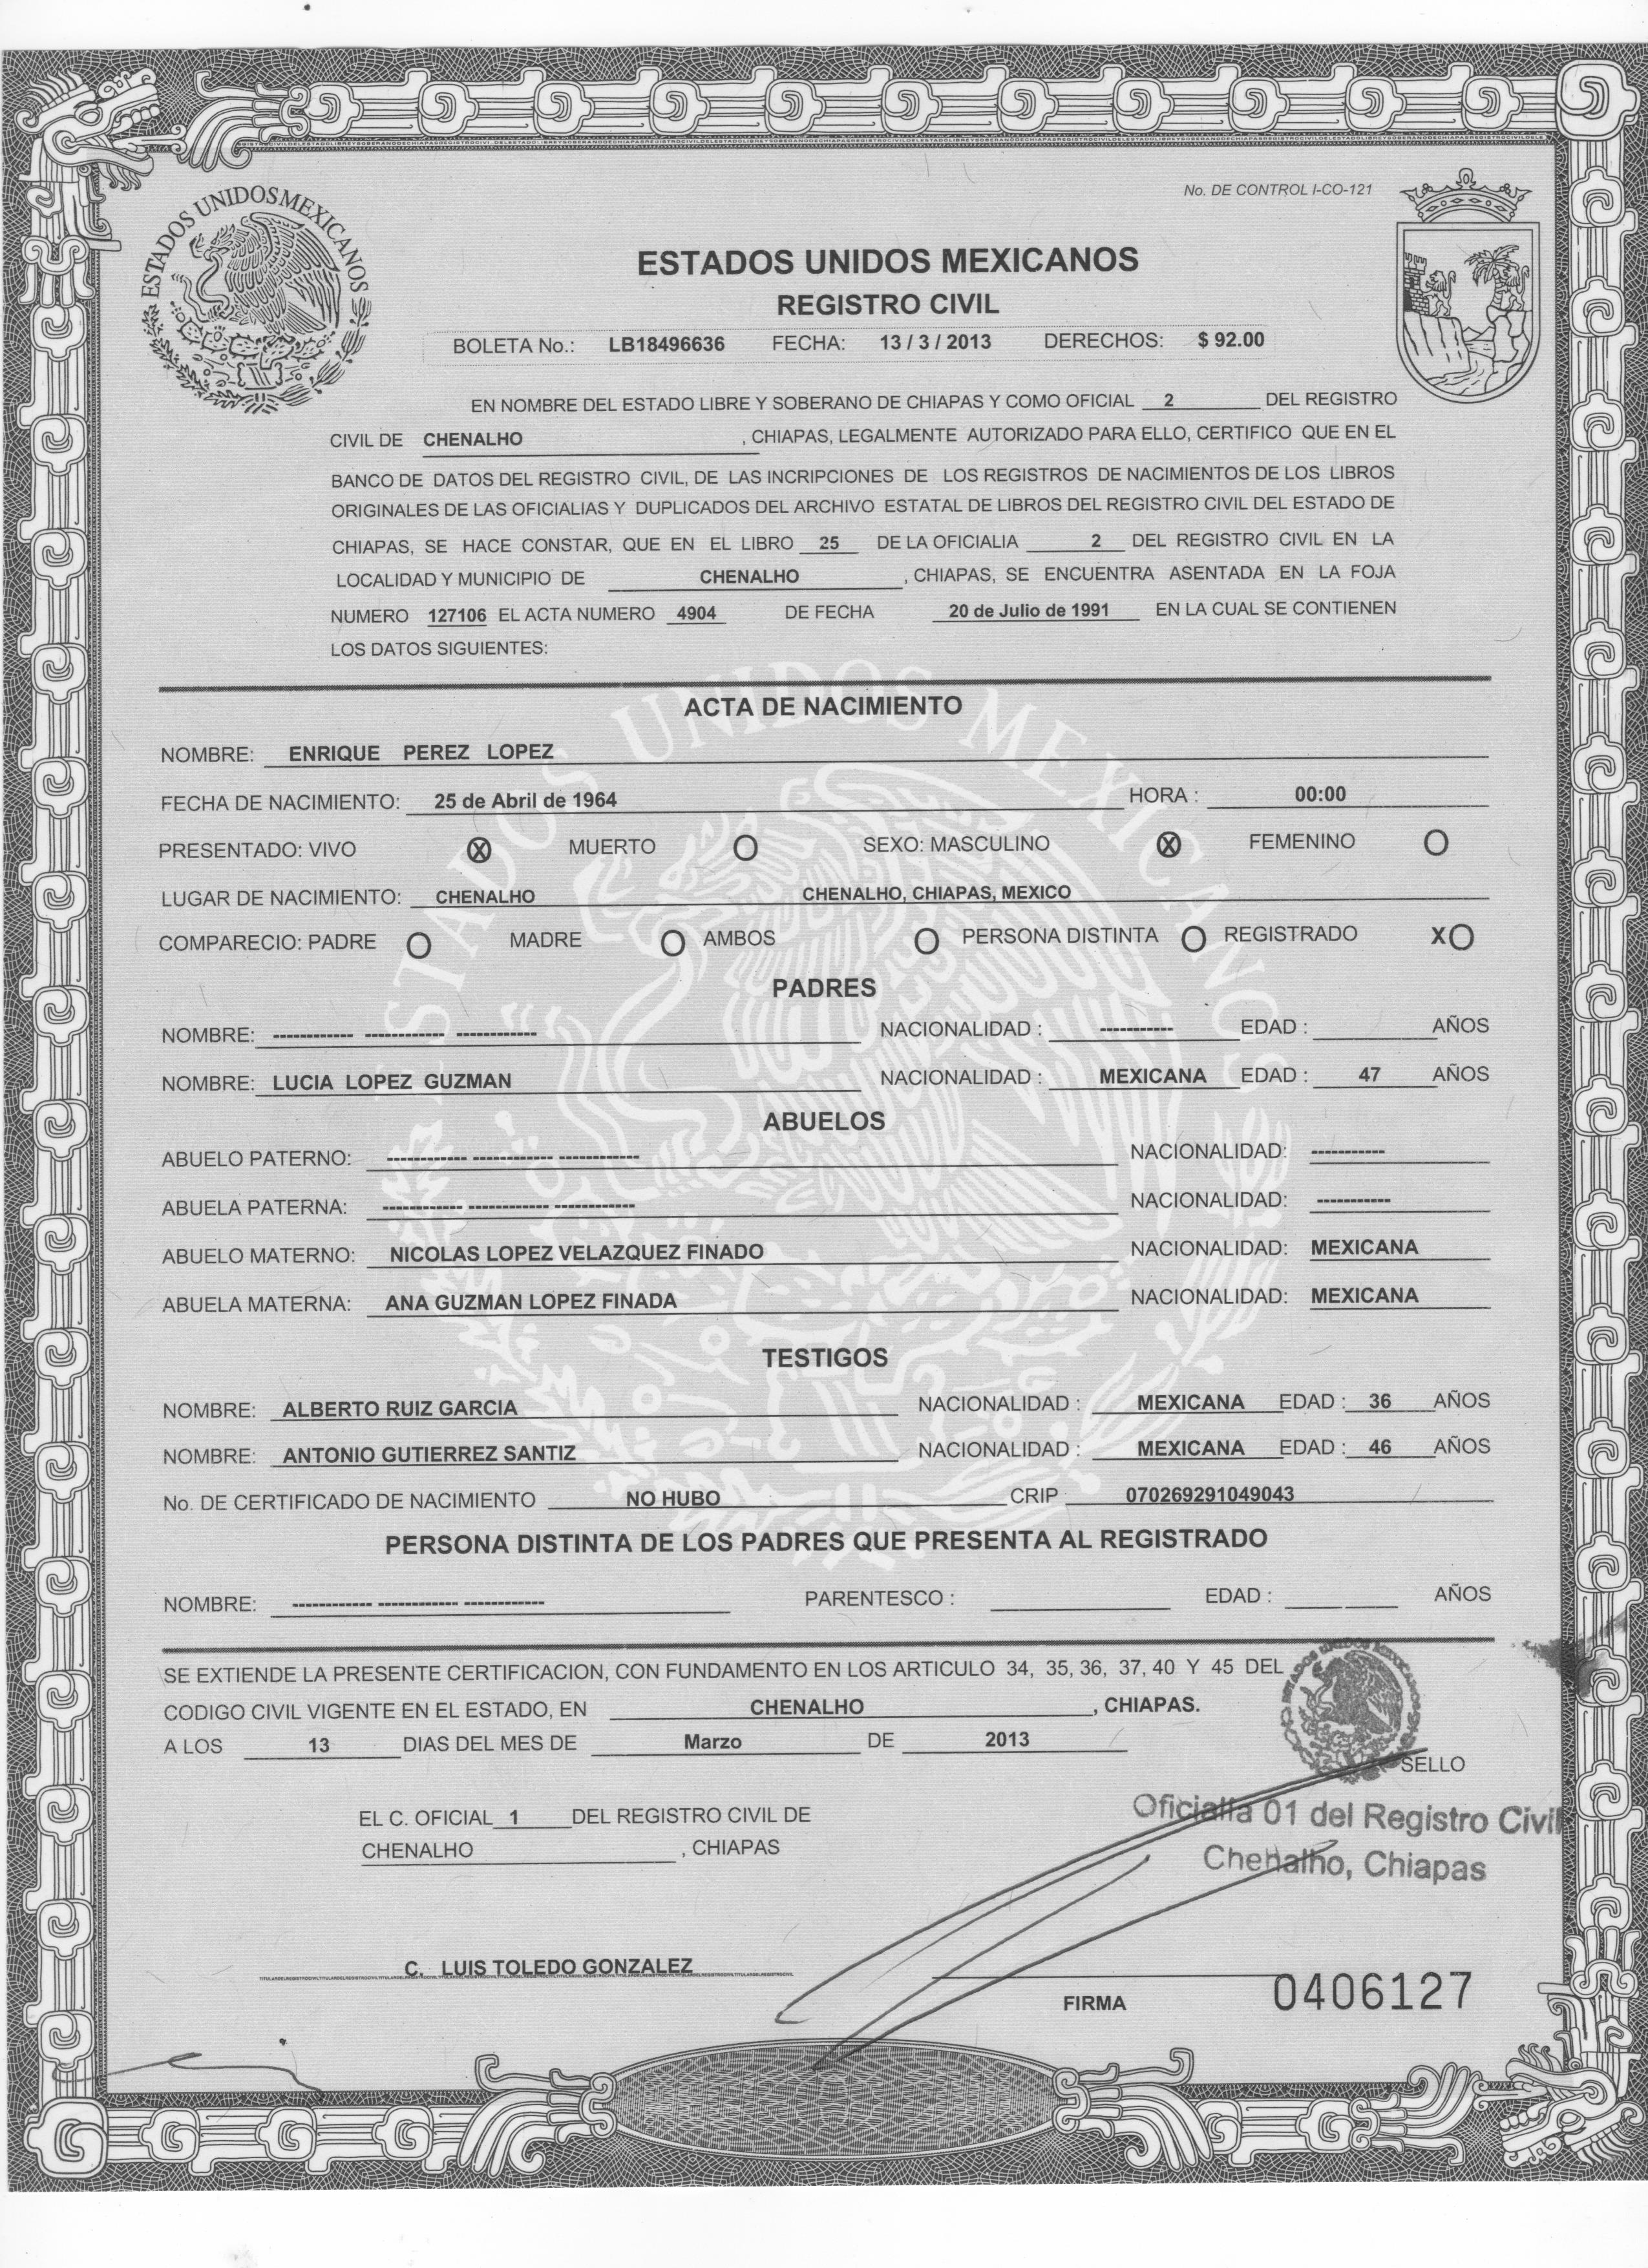 No. DE CONTROL I-CO-121
ESTADOS UNIDOS MEXICANOS
ESTADOS UNIDOS MEXICANOS
REGISTRO CIVIL
BOLETA No.: LB18496636 FECHA: 13 / 3 / 2013 DERECHOS: $ 92.00
EN NOMBRE DEL ESTADO LIBRE Y SOBERANO DE CHIAPAS Y COMO OFICIAL 2 DEL REGISTRO
CIVIL DE CHENALHO , CHIAPAS, LEGALMENTE AUTORIZADO PARA ELLO, CERTIFICO QUE EN EL
BANCO DE DATOS DEL REGISTRO CIVIL, DE LAS INCRIPCIONES DE LOS REGISTROS DE NACIMIENTOS DE LOS LIBROS
ORIGINALES DE LAS OFICIALIAS Y DUPLICADOS DEL ARCHIVO ESTATAL DE LIBROS DEL REGISTRO CIVIL DEL ESTADO DE
CHIAPAS, SE HACE CONSTAR, QUE EN EL LIBRO 25 DE LA OFICIALIA 2 DEL REGISTRO CIVIL EN LA
LOCALIDAD Y MUNICIPIO DE CHENALHO , CHIAPAS, SE ENCUENTRA ASENTADA EN LA FOJA
NUMERO 127106 EL ACTA NUMERO 4904 DE FECHA 20 de Julio de 1991 EN LA CUAL SE CONTIENEN
LOS DATOS SIGUIENTES:
ESTADOS UNIDOS MEXICANOS
ACTA DE NACIMIENTO
NOMBRE: ENRIQUE PEREZ LOPEZ
FECHA DE NACIMIENTO: 25 de Abril de 1964 HORA : 00:00
PRESENTADO: VIVO X MUERTO SEXO: MASCULINO X FEMENINO
LUGAR DE NACIMIENTO: CHENALHO CHENALHO, CHIAPAS, MEXICO
COMPARECIO: PADRE MADRE AMBOS PERSONA DISTINTA REGISTRADO X
PADRES
NOMBRE: ----------- ----------- ----------- NACIONALIDAD : ----------- EDAD : AÑOS
NOMBRE: LUCIA LOPEZ GUZMAN NACIONALIDAD : MEXICANA EDAD : 47 AÑOS
ABUELOS
ABUELO PATERNO: ----------- ----------- ----------- NACIONALIDAD: -----------
ABUELA PATERNA: ----------- ----------- ----------- NACIONALIDAD: -----------
ABUELO MATERNO: NICOLAS LOPEZ VELAZQUEZ FINADO NACIONALIDAD: MEXICANA
ABUELA MATERNA: ANA GUZMAN LOPEZ FINADA NACIONALIDAD: MEXICANA
TESTIGOS
NOMBRE: ALBERTO RUIZ GARCIA NACIONALIDAD : MEXICANA EDAD : 36 AÑOS
NOMBRE: ANTONIO GUTIERREZ SANTIZ NACIONALIDAD : MEXICANA EDAD : 46 AÑOS
No. DE CERTIFICADO DE NACIMIENTO NO HUBO CRIP 070269291049043
PERSONA DISTINTA DE LOS PADRES QUE PRESENTA AL REGISTRADO
NOMBRE: ----------- ----------- ----------- PARENTESCO : EDAD : AÑOS
SE EXTIENDE LA PRESENTE CERTIFICACION, CON FUNDAMENTO EN LOS ARTICULO 34, 35, 36, 37, 40 Y 45 DEL
CODIGO CIVIL VIGENTE EN EL ESTADO, EN CHENALHO , CHIAPAS.
A LOS 13 DIAS DEL MES DE Marzo DE 2013
ESTADOS UNIDOS MEXICANOS
SELLO
Oficialia 01 del Registro Civil
Chenalho, Chiapas
EL C. OFICIAL 1 DEL REGISTRO CIVIL DE
CHENALHO , CHIAPAS
C. LUIS TOLEDO GONZALEZ
FIRMA
0406127